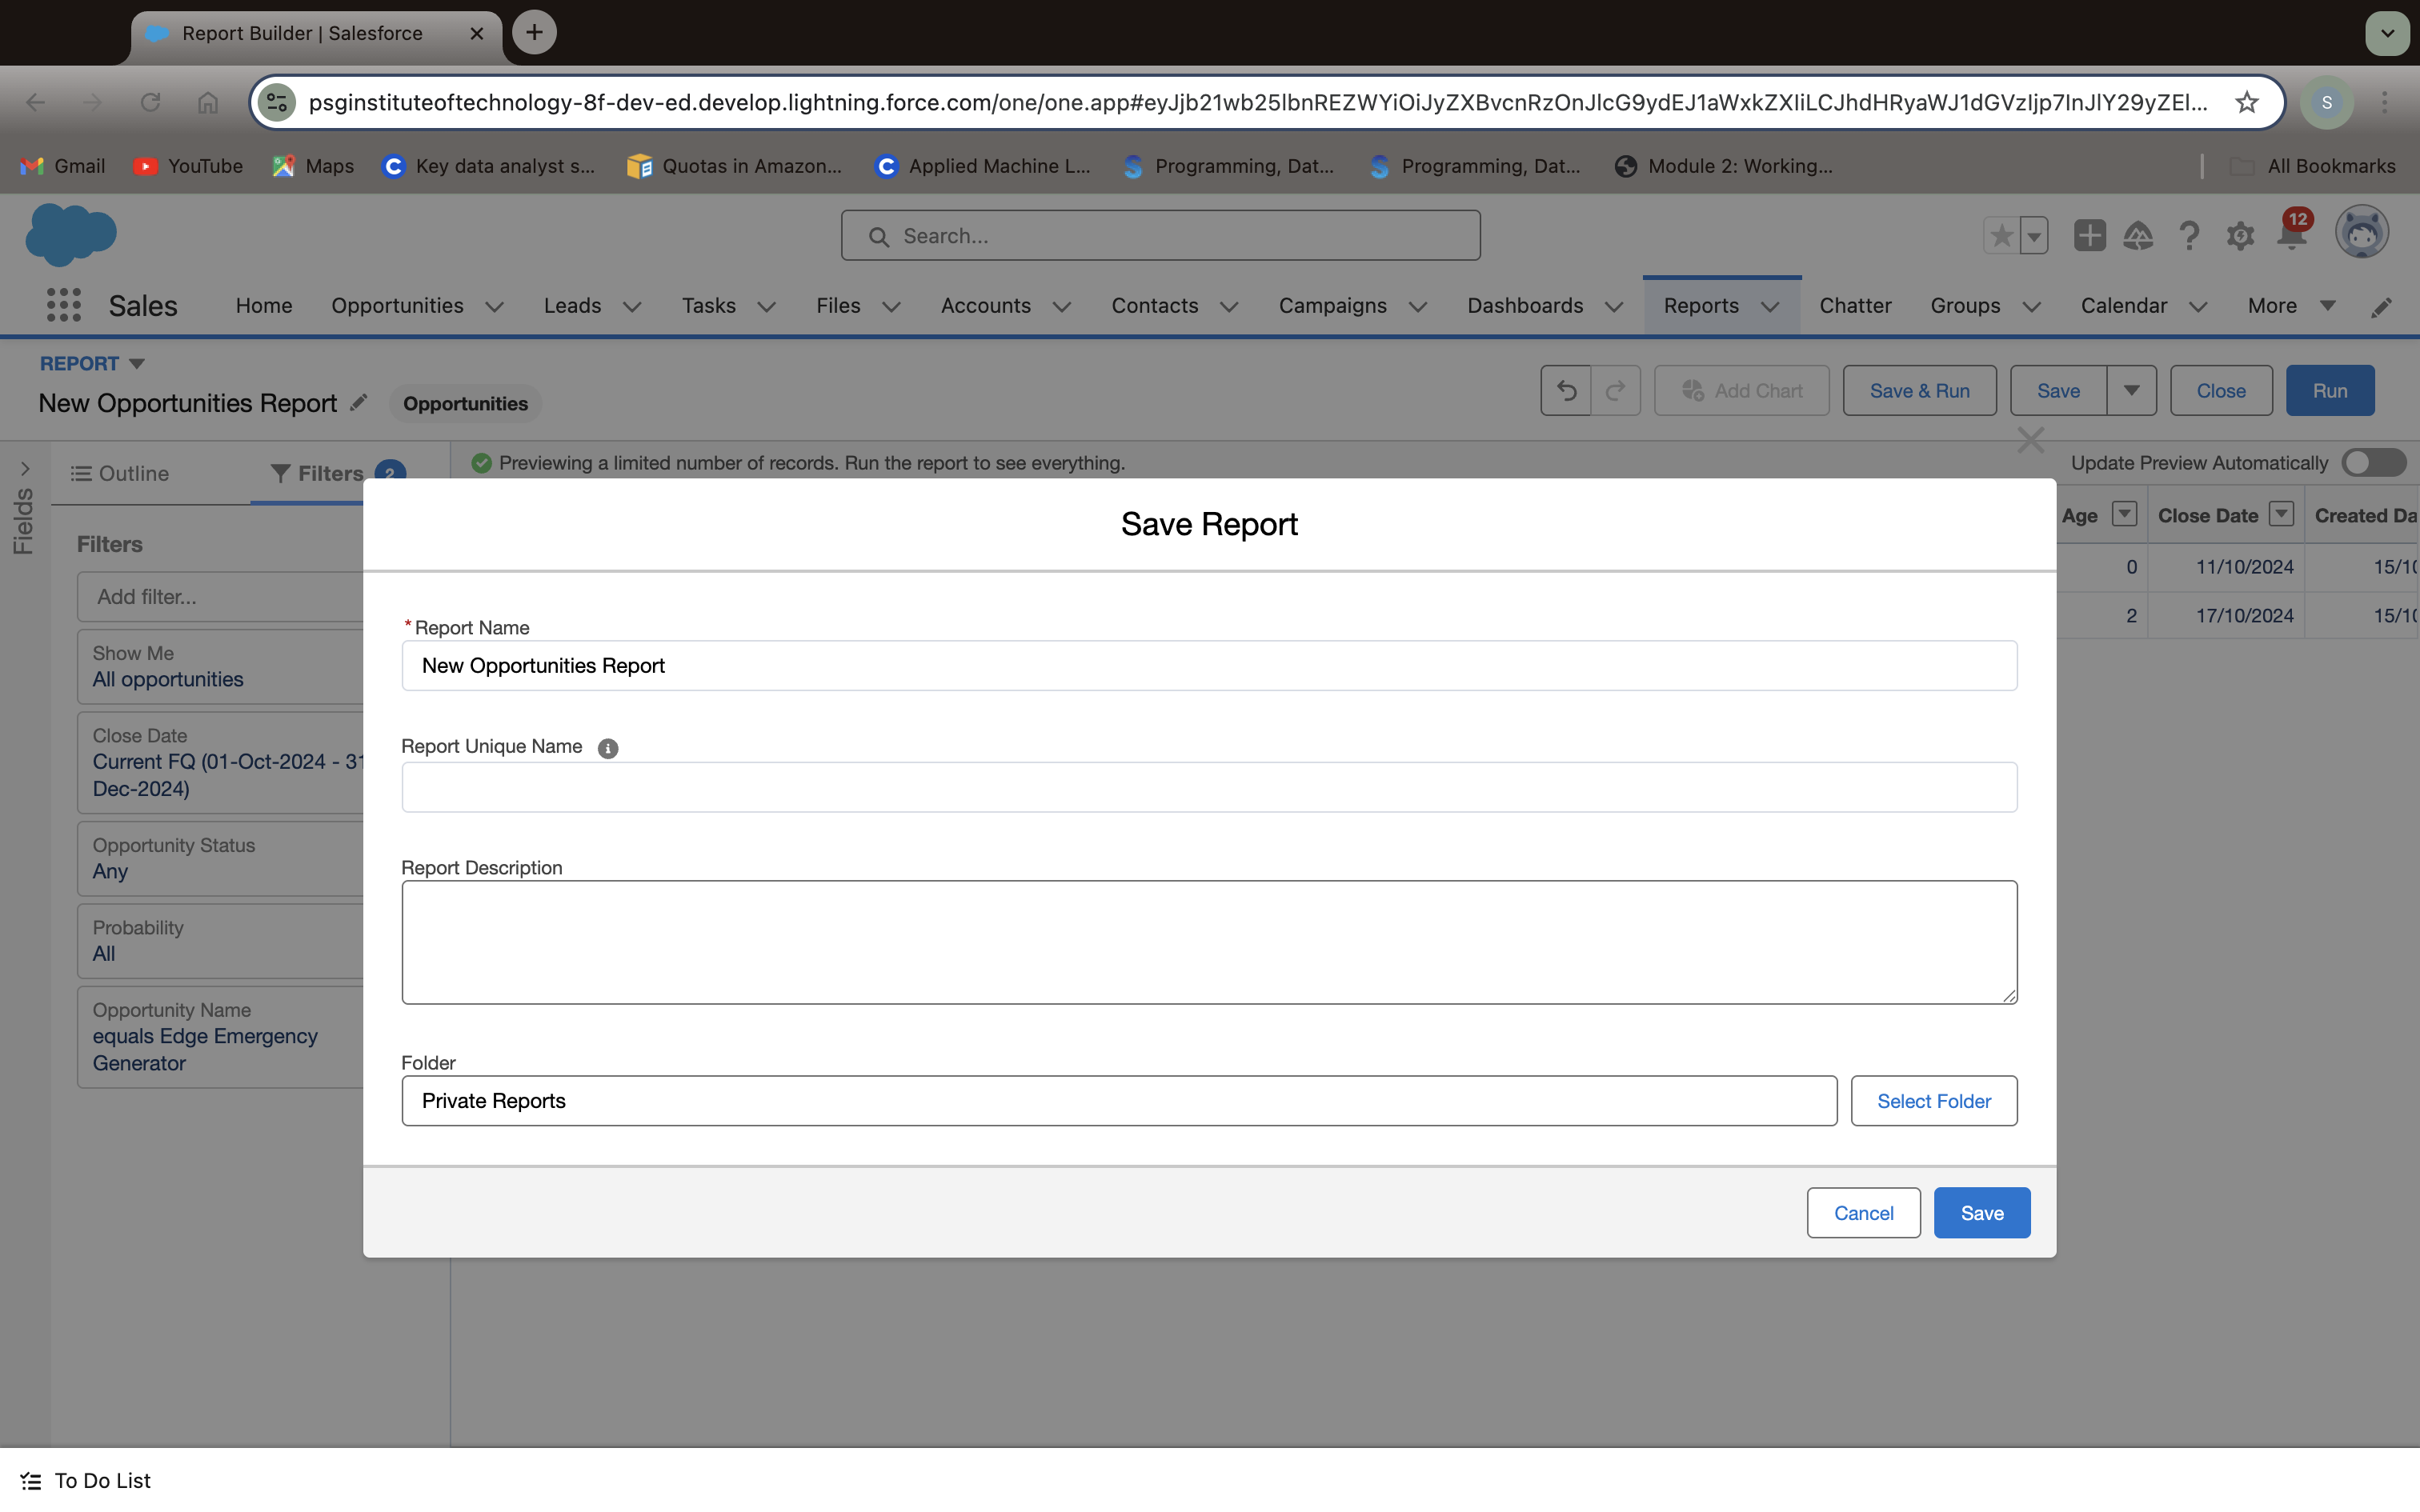 Report Builder | Salesforce
psginstituteoftechnology-8f-dev-ed.develop.lightning.force.com/one/one.app#eyJjb21wb25lbnREZWYiOiJyZXBvcnRzOnJlcG9ydEJ1aWxkZXIiLCJhdHRyaWJ1dGVzIjp7InJlY29yZEl...
S
Gmail
YouTube
Maps
Key data analyst s...
Quotas in Amazon...
Applied Machine L...
Programming, Dat...
Programming, Dat...
Module 2: Working...
All Bookmarks
Search...
12
Sales
Home
Opportunities
Leads
Tasks
Files
Accounts
Contacts
Campaigns
Dashboards
Reports
Chatter
Groups
Calendar
More
REPORT
New Opportunities Report
Opportunities
Add Chart
Save & Run
Save
Close
Run
Fields
Outline
Filters
2
Previewing a limited number of records. Run the report to see everything.
Update Preview Automatically
Filters
Add filter...
Show Me
All opportunities
Close Date
Current FQ (01-Oct-2024 - 31
Dec-2024)
Opportunity Status
Any
Probability
All
Opportunity Name
equals Edge Emergency
Generator
Age
Close Date
Created Da
0
11/10/2024
15/10
2
17/10/2024
15/10
Save Report
*Report Name
New Opportunities Report
Report Unique Name
Report Description
Folder
Private Reports
Select Folder
Cancel
Save
To Do List